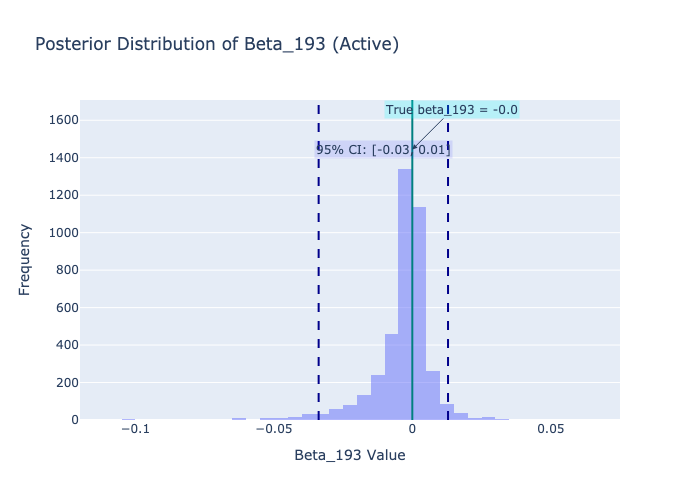 Posterior Distribution of Beta_193 (Active)
True beta_193 = -0.0
95% CI: [-0.03, 0.01]
1600
1400
1200
1000
800
600
400
200
0
Frequency
−0.1
−0.05
0
0.05
Beta_193 Value